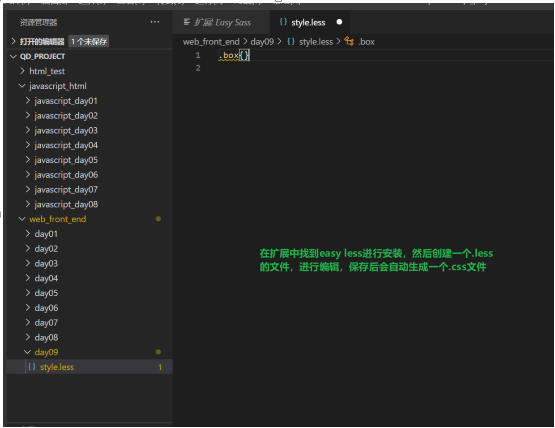 资源管理器
···
扩展 Easy Sass
style.less
打开的编辑器 1 个未保存
web_front_end > day09 > {} style.less > .box
QD_PROJECT
1 .box{}
html_test
2
javascript_html
javascript_day01
javascript_day02
javascript_day03
javascript_day04
javascript_day05
javascript_day06
javascript_day07
javascript_day08
web_front_end
day01
day02
在扩展中找到easy less进行安装，然后创建一个.less
day03
的文件，进行编辑，保存后会自动生成一个.css文件
day04
day05
day06
day07
day08
day09
{} style.less 1